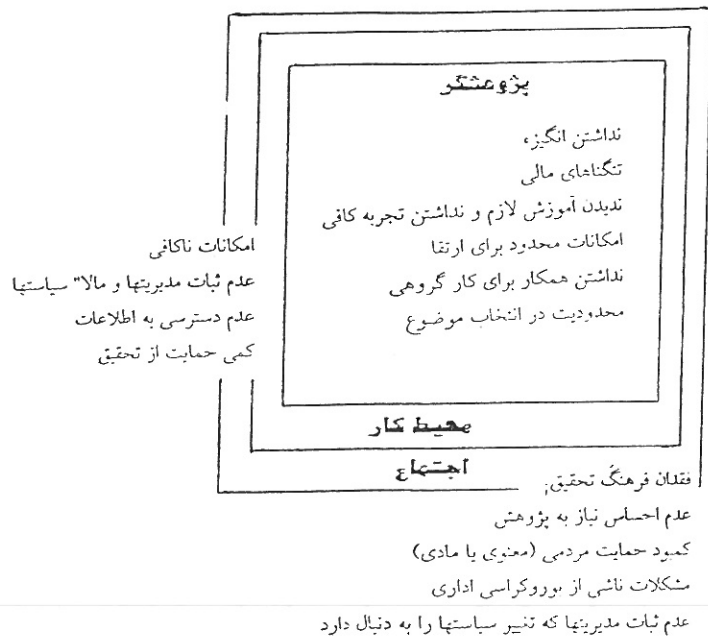 پژوهشگر
نداشتن انگیزه
تنگناهای مالی
ندیدن آموزش لازم و نداشتن تجربه کافی
امکانات محدود برای ارتقا
نداشتن همکار برای کار گروهی
محدودیت در انتخاب موضوع
محیط کار
امکانات ناکافی
عدم ثبات مدیریتها و مالا" سیاستها
عدم دسترسی به اطلاعات
کمی حمایت از تحقیق
اجتماع
فقدان فرهنگ تحقیق
عدم احساس نیاز به پژوهش
کمبود حمایت مردمی (معنوی یا مادی)
مشکلات ناشی از بوروکراسی اداری
عدم ثبات مدیریتها که تغییر سیاستها را به دنبال دارد